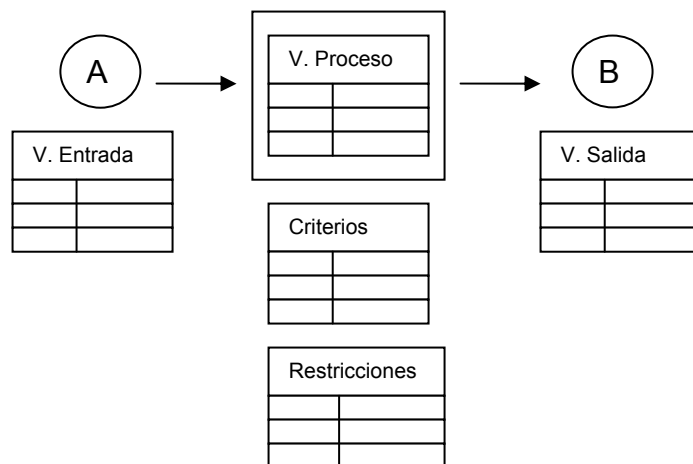 A
V. Proceso
B
V. Entrada
V. Salida
Criterios
Restricciones